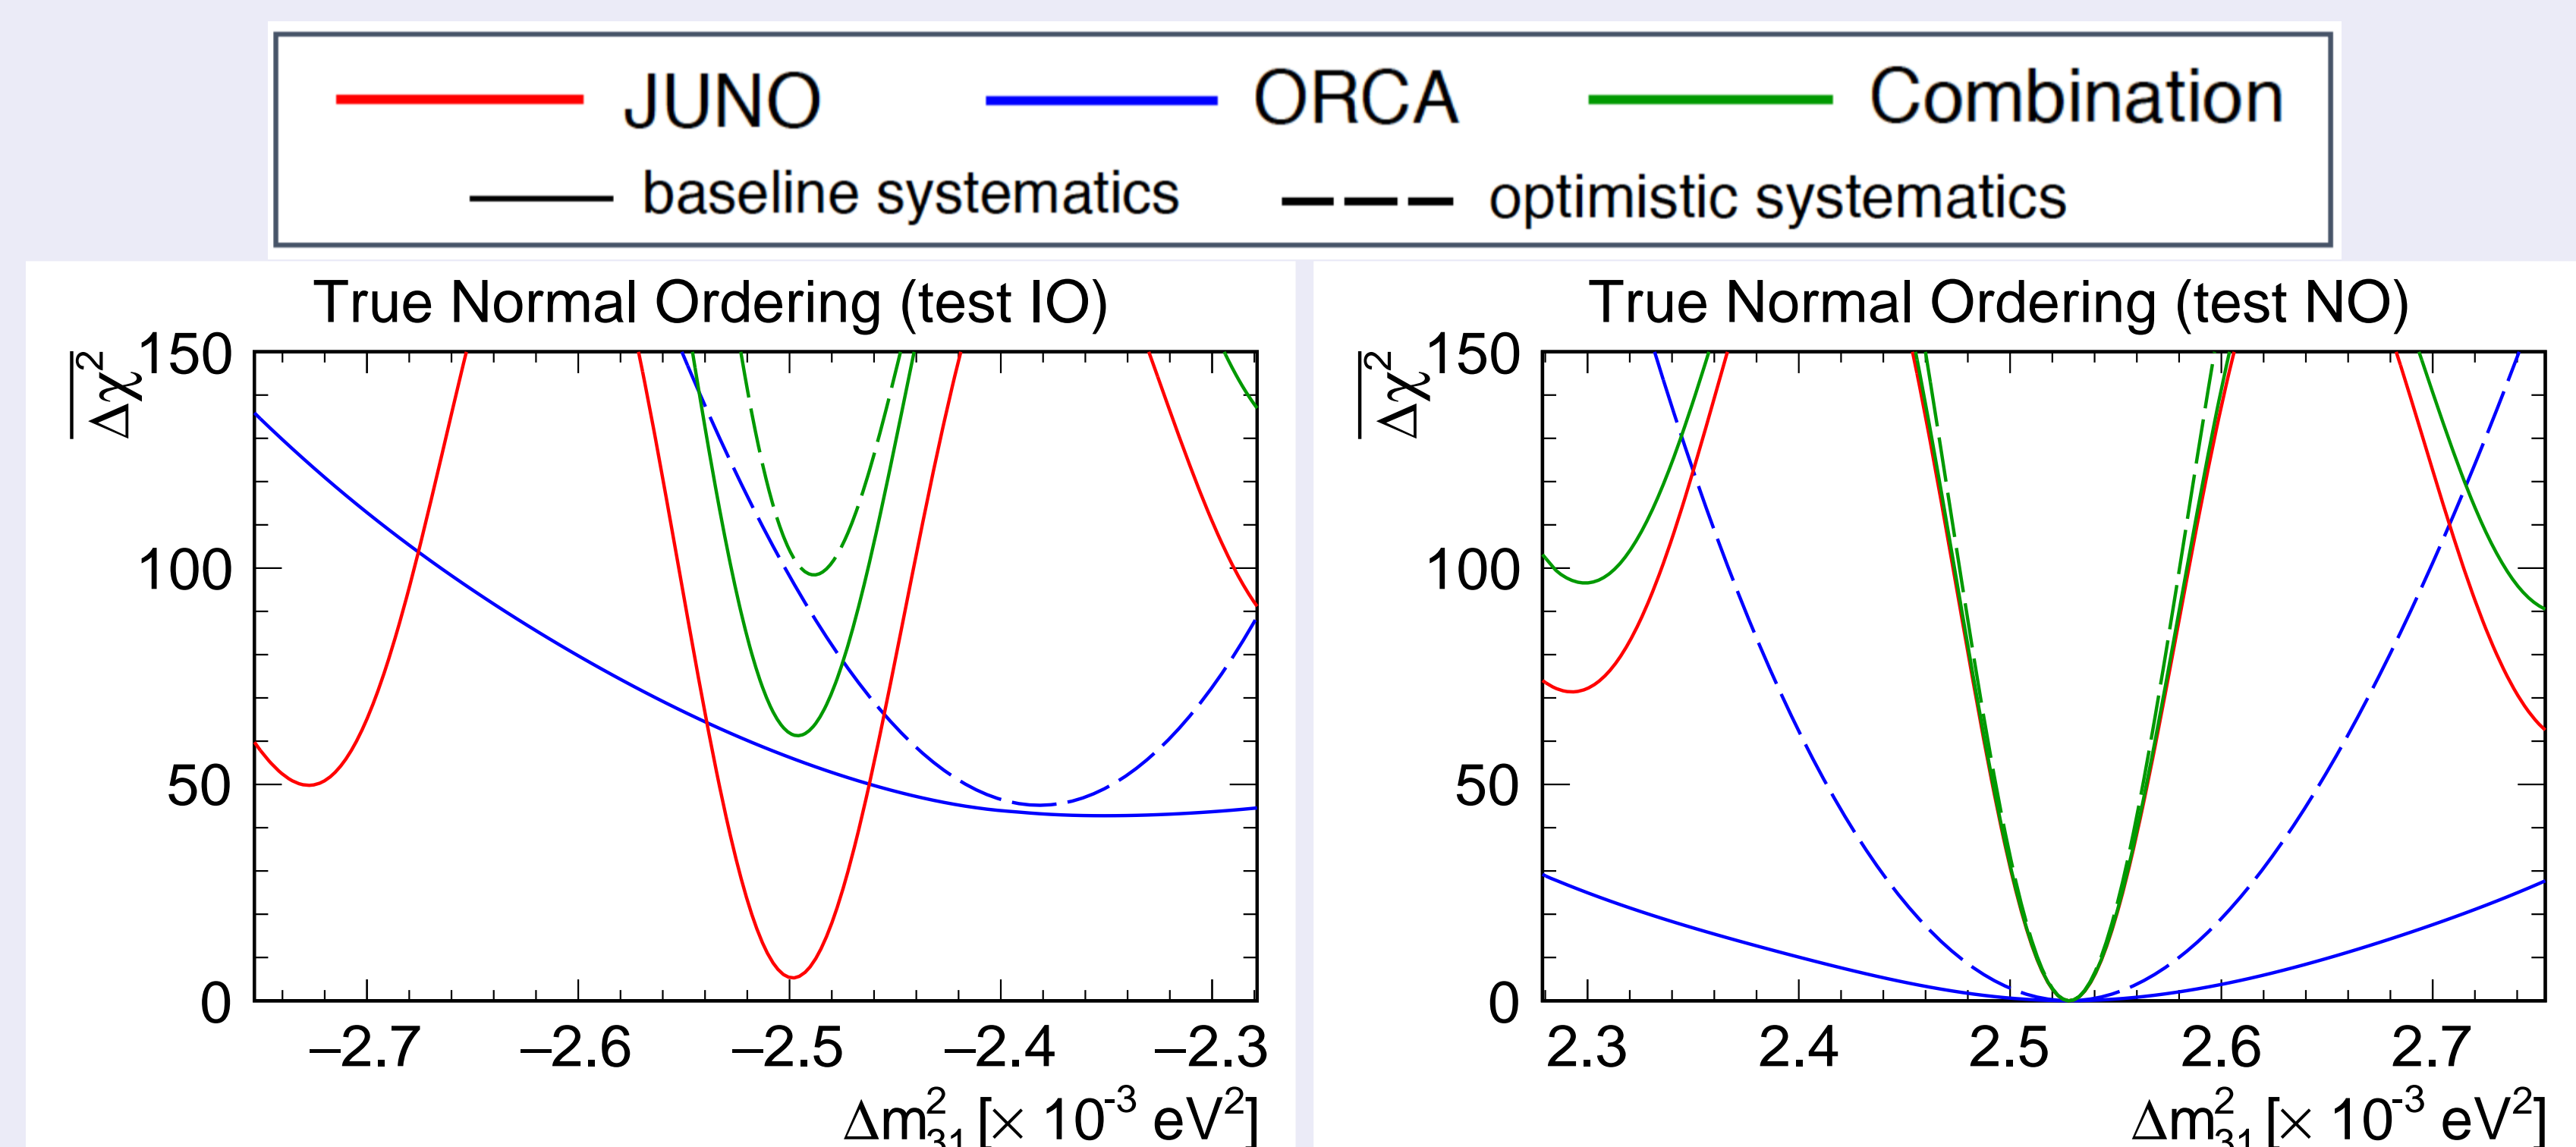 JUNO ORCA Combination
baseline systematics optimistic systematics
True Normal Ordering (test IO)
Δχ²
150
100
50
0
−2.7 −2.6 −2.5 −2.4 −2.3
Δm²₃₁ [× 10⁻³ eV²]
True Normal Ordering (test NO)
Δχ²
150
100
50
0
2.3 2.4 2.5 2.6 2.7
Δm²₃₁ [× 10⁻³ eV²]